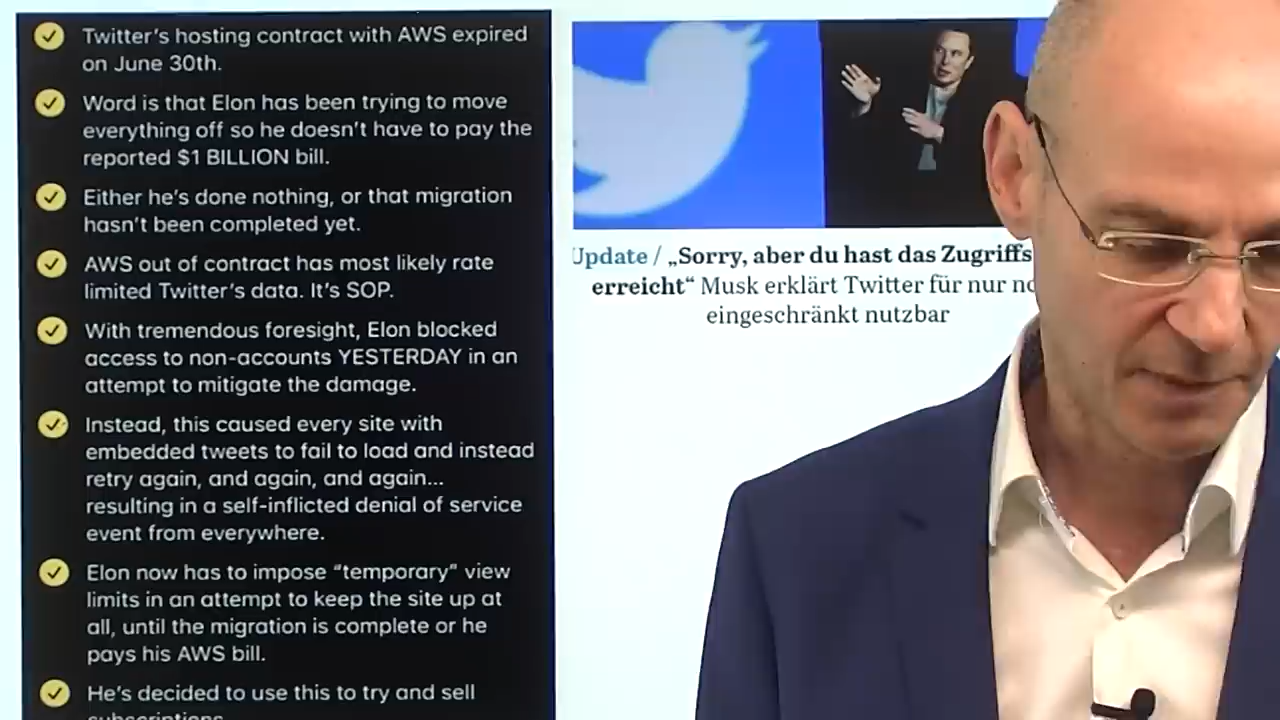 Twitter's hosting contract with AWS expired
on June 30th.
Word is that Elon has been trying to move
everything off so he doesn't have to pay the
reported $1 BILLION bill.
Either he's done nothing, or that migration
hasn't been completed yet.
AWS out of contract has most likely rate
limited Twitter's data. It's SOP.
With tremendous foresight, Elon blocked
access to non-accounts YESTERDAY in an
attempt to mitigate the damage.
Instead, this caused every site with
embedded tweets to fail to load and instead
retry again, and again, and again...
resulting in a self-inflicted denial of service
event from everywhere.
Elon now has to impose "temporary" view
limits in an attempt to keep the site up at
all, until the migration is complete or he
pays his AWS bill.
He's decided to use this to try and sell
subscriptions
Update / „Sorry, aber du hast das Zugriffs
erreicht“ Musk erklärt Twitter für nur
eingeschränkt nutzbar